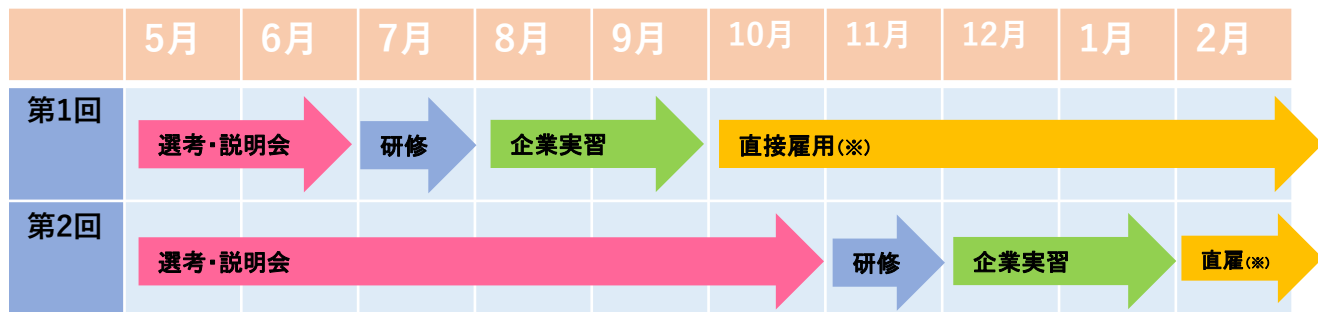 5月 6月 7月 8月 9月 10月 11月 12月 1月 2月
第1回
選考・説明会 研修 企業実習 直接雇用(※)
第2回
選考・説明会 研修 企業実習 直雇(※)